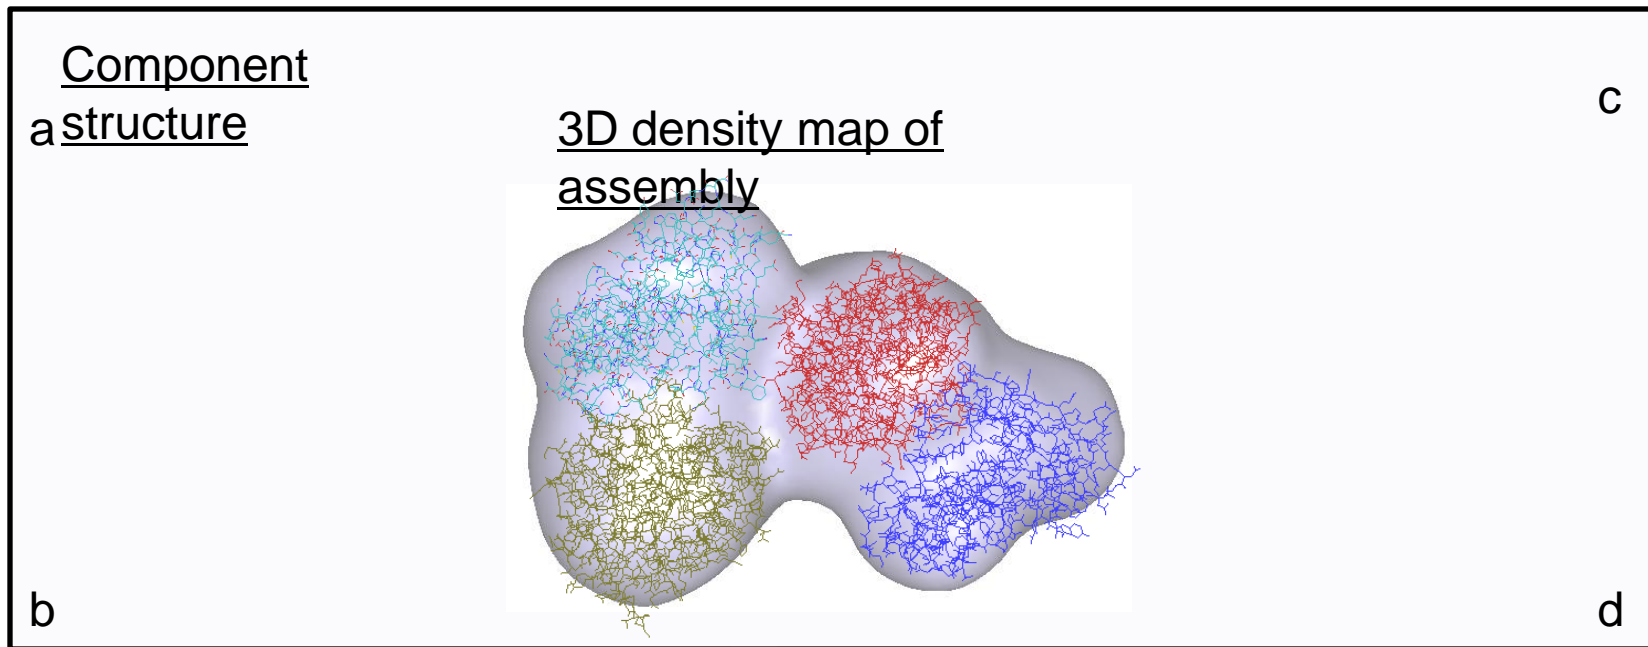 Component
a structure
3D density map of
assembly
c
b
d